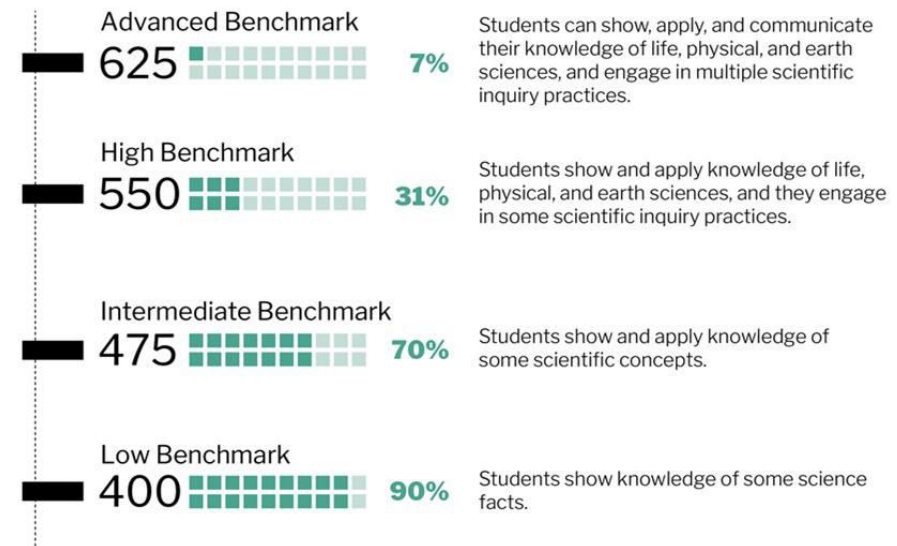 Advanced Benchmark
625
7%
Students can show, apply, and communicate
their knowledge of life, physical, and earth
sciences, and engage in multiple scientific
inquiry practices.
High Benchmark
550
31%
Students show and apply knowledge of life,
physical, and earth sciences, and they engage
in some scientific inquiry practices.
Intermediate Benchmark
475
70%
Students show and apply knowledge of
some scientific concepts.
Low Benchmark
400
90%
Students show knowledge of some science
facts.